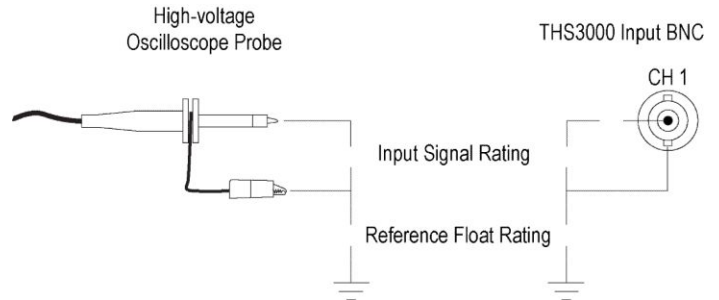 High-voltage
Oscilloscope Probe
THS3000 Input BNC
CH 1
Input Signal Rating
Reference Float Rating